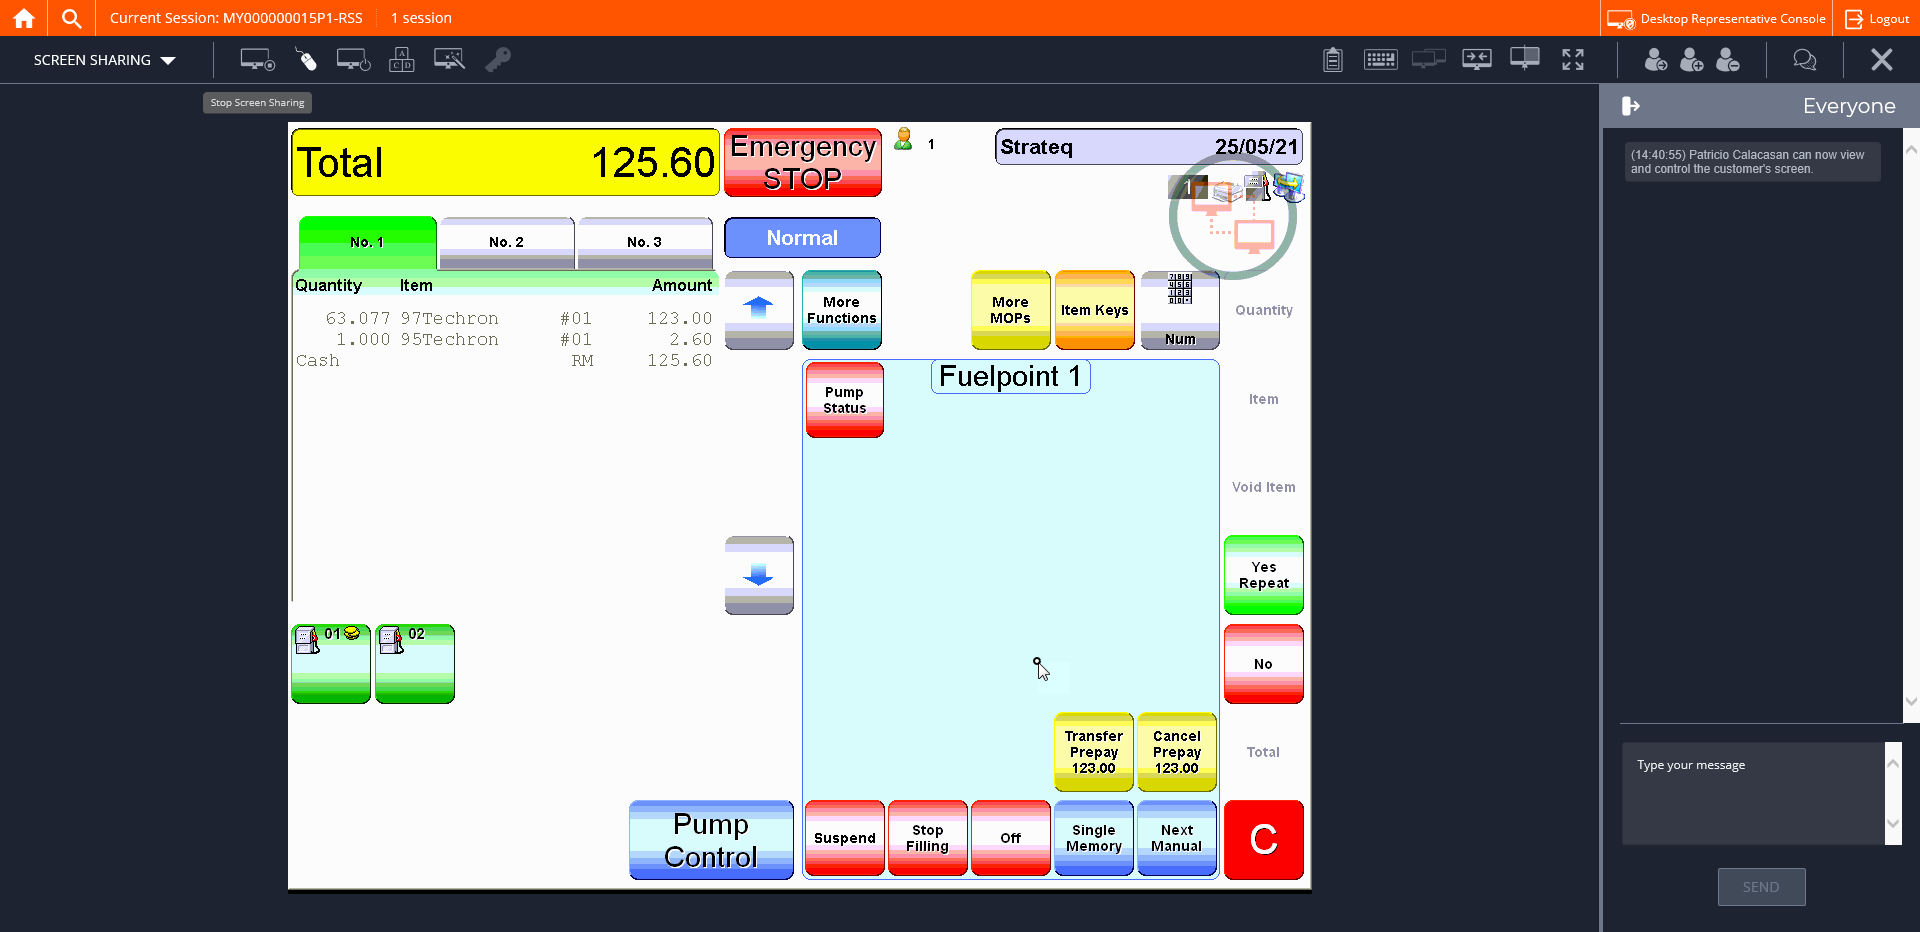 Current Session: MY000000015P1-RSS 1 session Desktop Representative Console Logout
SCREEN SHARING
Stop Screen Sharing
Everyone
(14:40:55) Patricio Calacasan can now view
and control the customer's screen.
Total 125.60
Emergency
STOP
1
Strateq 25/05/21
1
No. 1 No. 2 No. 3
Normal
Quantity Item Amount
63.077 97Techron #01 123.00
1.000 95Techron #01 2.60
Cash RM 125.60
More
Functions
More
MOPs
Item Keys
Num
Quantity
Fuelpoint 1
Pump
Status
Item
Void Item
Yes
Repeat
01 02
No
Transfer
Prepay
123.00
Cancel
Prepay
123.00
Total
Pump
Control
Suspend
Stop
Filling
Off
Single
Memory
Next
Manual
C
Type your message
SEND